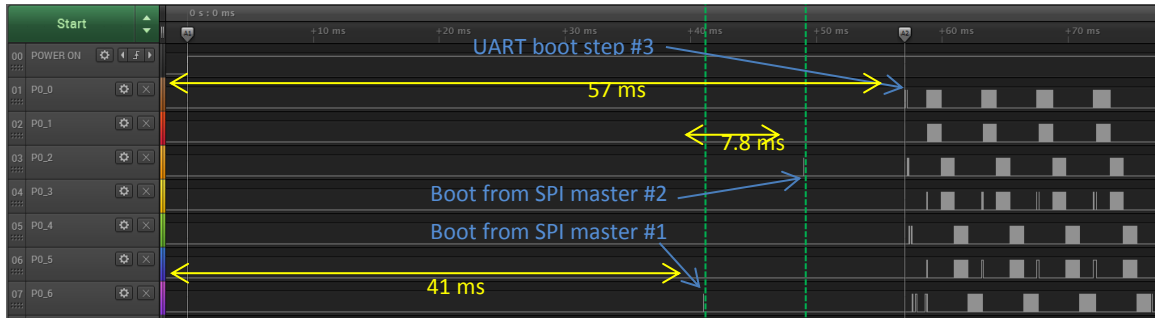 Start
0 s : 0 ms
A1
+10 ms
+20 ms
+30 ms
+40 ms
+50 ms
A2
+60 ms
+70 ms
UART boot step #3
00 POWER ON
57 ms
01 P0_0
02 P0_1
7.8 ms
03 P0_2
Boot from SPI master #2
04 P0_3
05 P0_4
Boot from SPI master #1
06 P0_5
41 ms
07 P0_6